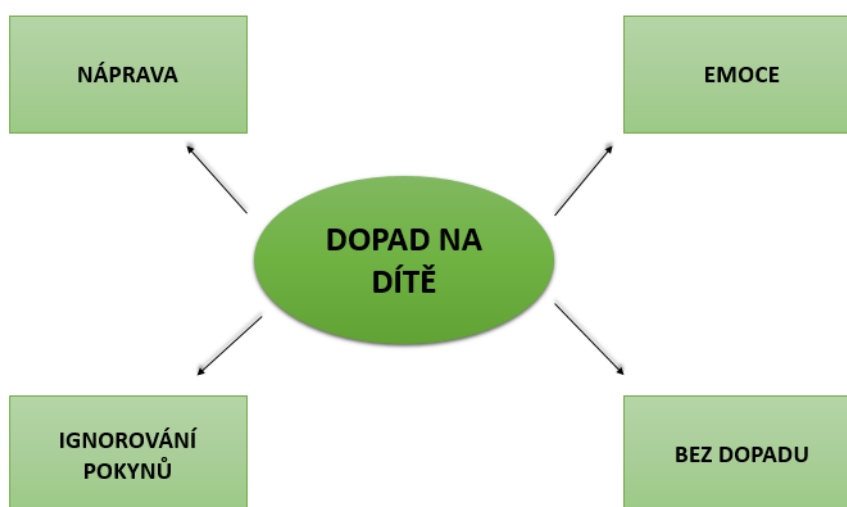 NÁPRAVA
EMOCE
DOPAD NA
DÍTĚ
IGNOROVÁNÍ
POKYNŮ
BEZ DOPADU